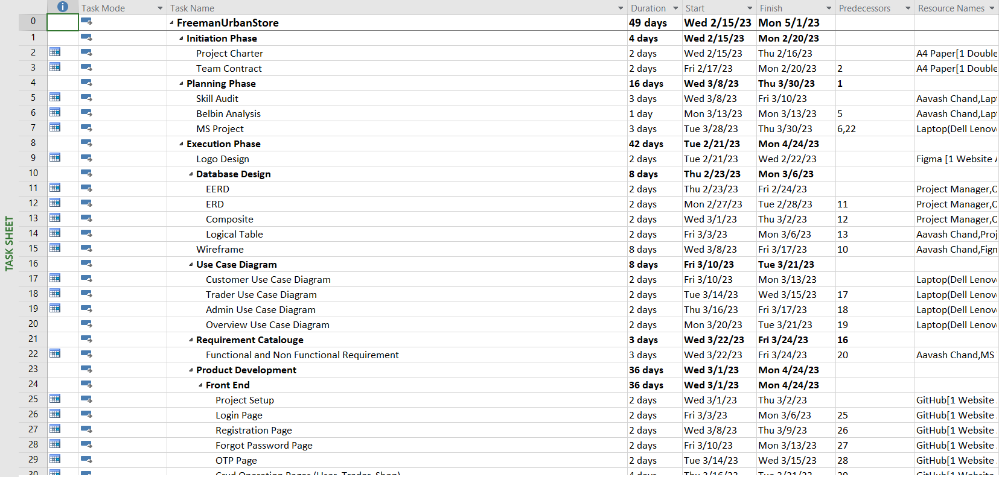 Task Mode Task Name Duration Start Finish Predecessors Resource Names
0 FreemanUrbanStore 49 days Wed 2/15/23 Mon 5/1/23
1 Initiation Phase 4 days Wed 2/15/23 Mon 2/20/23
2 Project Charter 2 days Wed 2/15/23 Thu 2/16/23 A4 Paper[1 Double
3 Team Contract 2 days Fri 2/17/23 Mon 2/20/23 2 A4 Paper[1 Double
4 Planning Phase 16 days Wed 3/8/23 Thu 3/30/23 1
5 Skill Audit 3 days Wed 3/8/23 Fri 3/10/23 Aavash Chand,Lap
6 Belbin Analysis 1 day Mon 3/13/23 Mon 3/13/23 5 Aavash Chand,Lap
7 MS Project 3 days Tue 3/28/23 Thu 3/30/23 6,22 Laptop(Dell Lenov
8 Execution Phase 42 days Tue 2/21/23 Mon 4/24/23
9 Logo Design 2 days Tue 2/21/23 Wed 2/22/23 Figma [1 Website A
10 Database Design 8 days Thu 2/23/23 Mon 3/6/23
11 EERD 2 days Thu 2/23/23 Fri 2/24/23 Project Manager,C
12 ERD 2 days Mon 2/27/23 Tue 2/28/23 11 Project Manager,C
13 Composite 2 days Wed 3/1/23 Thu 3/2/23 12 Project Manager,C
14 Logical Table 2 days Fri 3/3/23 Mon 3/6/23 13 Aavash Chand,Proj
15 Wireframe 8 days Wed 3/8/23 Fri 3/17/23 10 Aavash Chand,Figm
16 Use Case Diagram 8 days Fri 3/10/23 Tue 3/21/23
17 Customer Use Case Diagram 2 days Fri 3/10/23 Mon 3/13/23 Laptop(Dell Lenov
18 Trader Use Case Diagram 2 days Tue 3/14/23 Wed 3/15/23 17 Laptop(Dell Lenov
19 Admin Use Case Diagram 2 days Thu 3/16/23 Fri 3/17/23 18 Laptop(Dell Lenov
20 Overview Use Case Diagram 2 days Mon 3/20/23 Tue 3/21/23 19 Laptop(Dell Lenov
21 Requirement Catalouge 3 days Wed 3/22/23 Fri 3/24/23 16
22 Functional and Non Functional Requirement 3 days Wed 3/22/23 Fri 3/24/23 20 Aavash Chand,MS
23 Product Development 36 days Wed 3/1/23 Mon 4/24/23
24 Front End 36 days Wed 3/1/23 Mon 4/24/23
25 Project Setup 2 days Wed 3/1/23 Thu 3/2/23 GitHub[1 Website
26 Login Page 2 days Fri 3/3/23 Mon 3/6/23 25 GitHub[1 Website
27 Registration Page 2 days Wed 3/8/23 Thu 3/9/23 26 GitHub[1 Website
28 Forgot Password Page 2 days Fri 3/10/23 Mon 3/13/23 27 GitHub[1 Website
29 OTP Page 2 days Tue 3/14/23 Wed 3/15/23 28 GitHub[1 Website
30 Crud Operation Pages (User, Trader, Shop) 4 days Thu 3/16/23 Tue 3/21/23 29 GitHub[1 Website
TASK SHEET